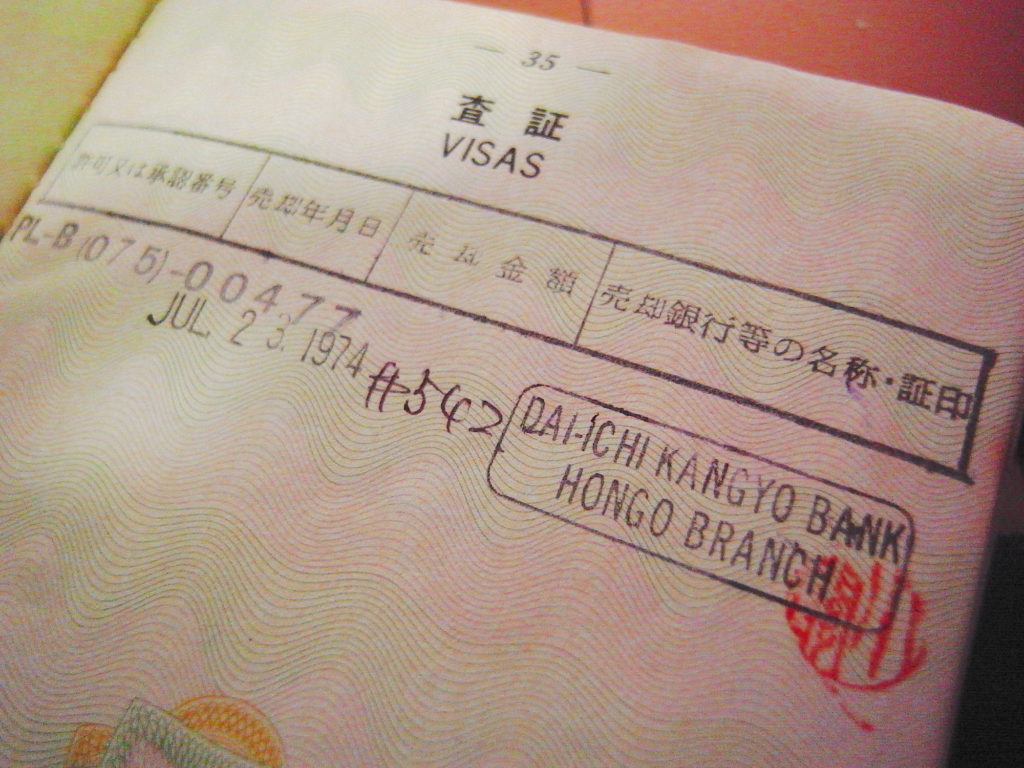 — 35 —
査証
VISAS
許可又は承認番号 売却年月日 売却金額 売却銀行等の名称・証印
PL-B(075)-00477
JUL. 23. 1974
DAI-ICHI KANGYO BANK
HONGO BRANCH